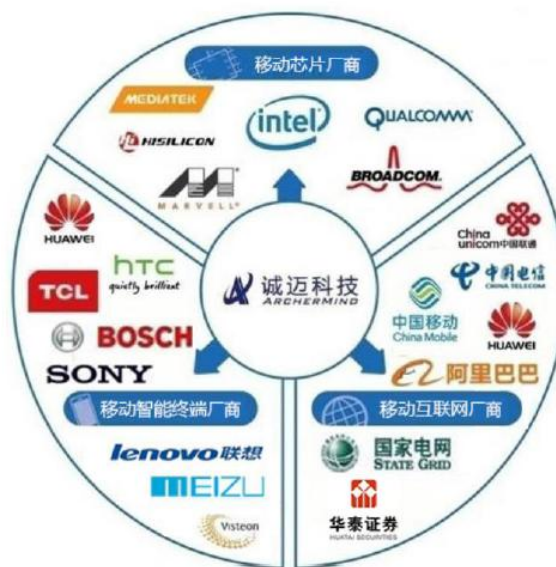 移动芯片厂商
MEDIATEK
intel
QUALCOMM
HISILICON
MARVELL
BROADCOM
HUAWEI
htc
quietly brilliant
TCL
BOSCH
SONY
移动智能终端厂商
lenovo联想
MEIZU
Visteon
诚迈科技
ARCHERMIND
China
unicom中国联通
中国电信
CHINA TELECOM
中国移动
China Mobile
HUAWEI
阿里巴巴
移动互联网厂商
国家电网
STATE GRID
华泰证券
HUATAI SECURITIES